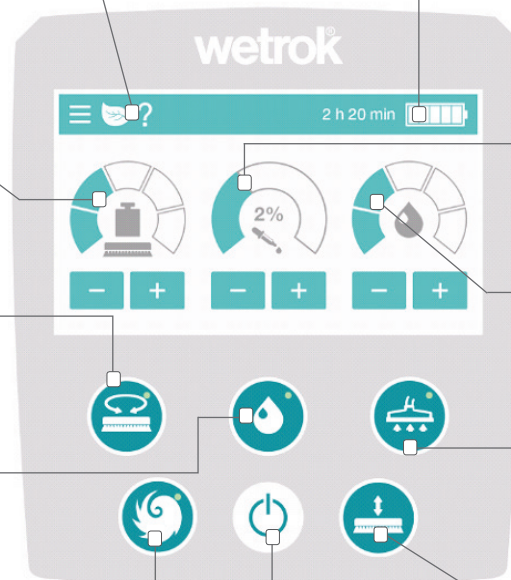 wetrok
?
2 h 20 min
2%
− + − + − +